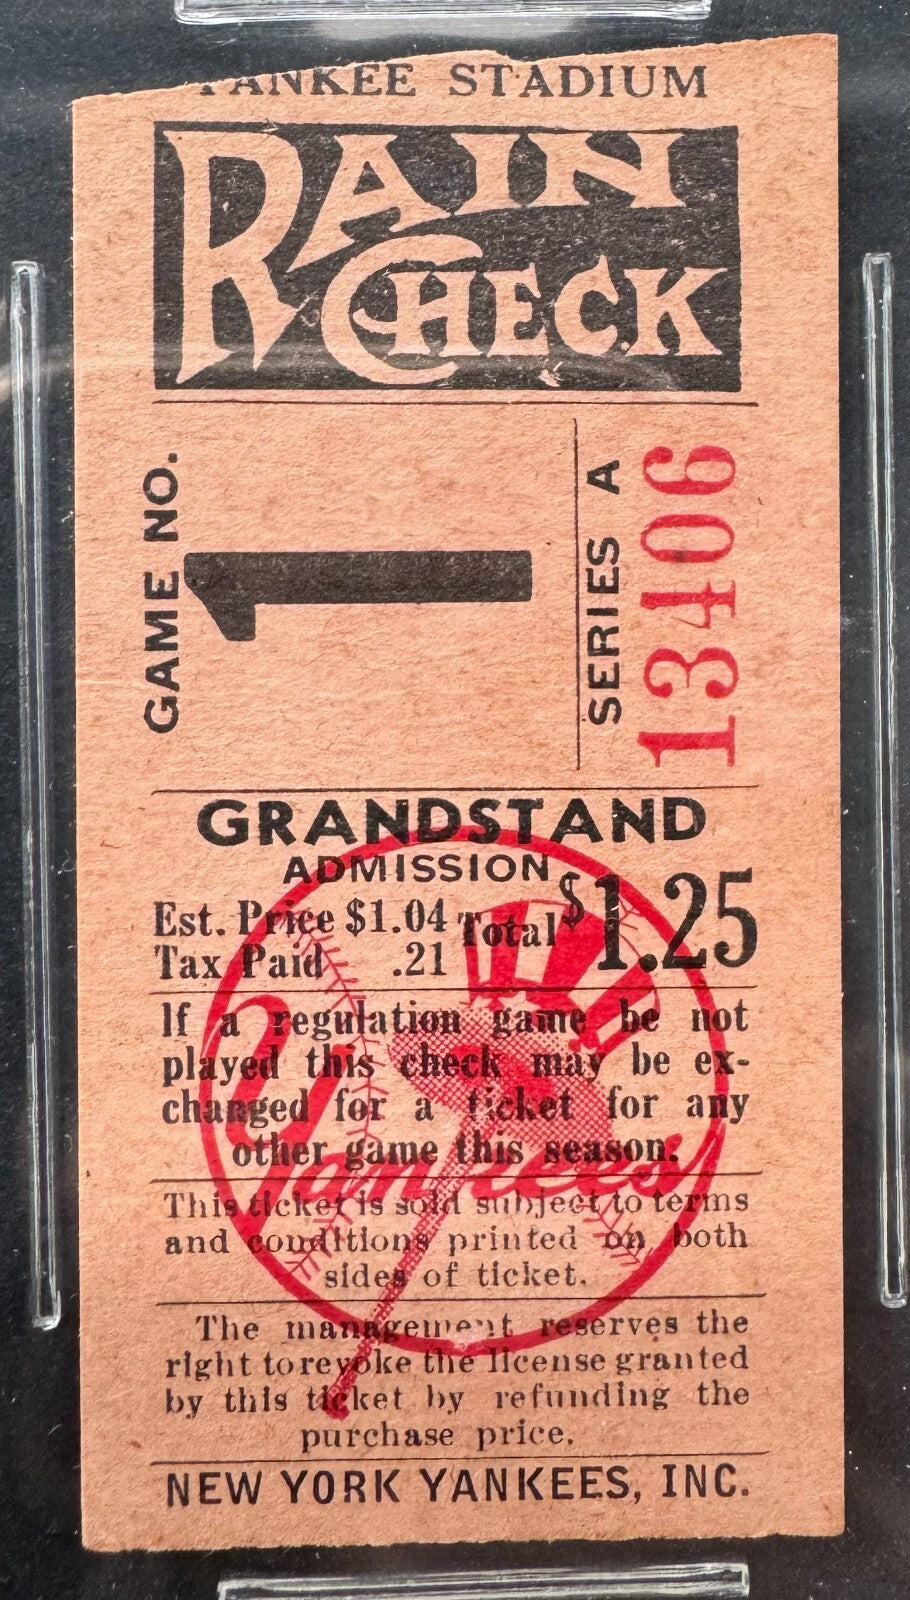 YANKEE STADIUM
RAIN
CHECK
GAME NO. 1
SERIES A
13406
GRANDSTAND
ADMISSION
Est. Price $1.04 Total $1.25
Tax Paid .21
If a regulation game be not
played this check may be ex-
changed for a ticket for any
other game this season.
Yankees
This ticket is sold subject to terms
and conditions printed on both
sides of ticket.
The management reserves the
right to revoke the license granted
by this ticket by refunding the
purchase price.
NEW YORK YANKEES, INC.